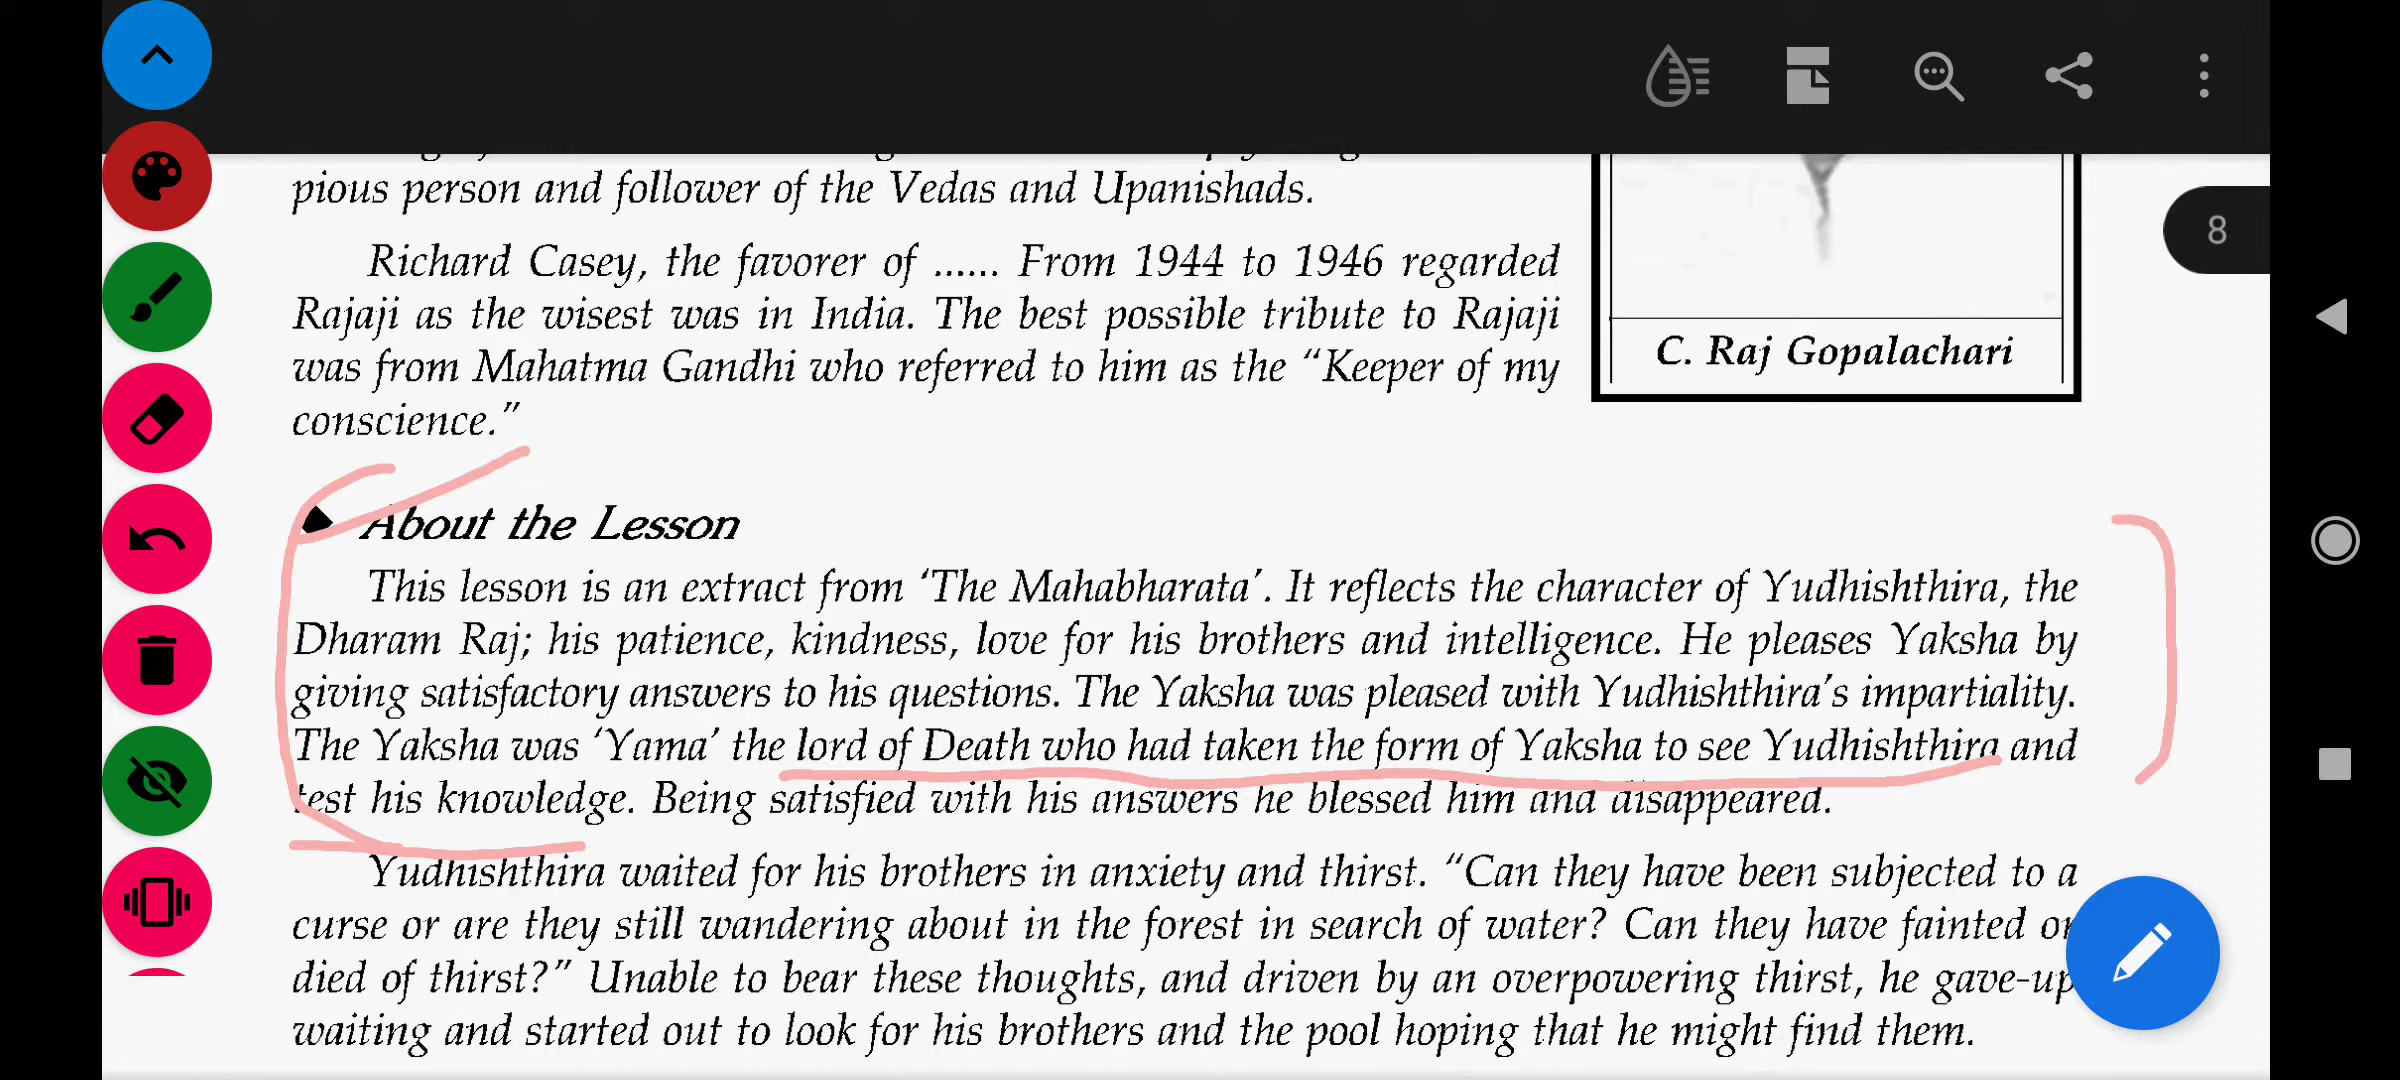 pious person and follower of the Vedas and Upanishads.
Richard Casey, the favorer of ...... From 1944 to 1946 regarded
Rajaji as the wisest was in India. The best possible tribute to Rajaji
was from Mahatma Gandhi who referred to him as the “Keeper of my
conscience.”
C. Raj Gopalachari
8
About the Lesson
This lesson is an extract from ‘The Mahabharata’. It reflects the character of Yudhishthira, the
Dharam Raj; his patience, kindness, love for his brothers and intelligence. He pleases Yaksha by
giving satisfactory answers to his questions. The Yaksha was pleased with Yudhishthira’s impartiality.
The Yaksha was ‘Yama’ the lord of Death who had taken the form of Yaksha to see Yudhishthira and
test his knowledge. Being satisfied with his answers he blessed him and disappeared.
Yudhishthira waited for his brothers in anxiety and thirst. “Can they have been subjected to a
curse or are they still wandering about in the forest in search of water? Can they have fainted or
died of thirst?” Unable to bear these thoughts, and driven by an overpowering thirst, he gave-up
waiting and started out to look for his brothers and the pool hoping that he might find them.